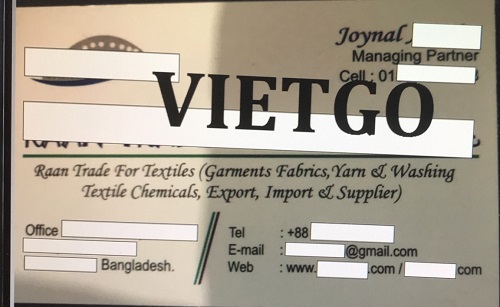 Joynal
Managing Partner
Cell : 01
VIETGO
Raan Trade For Textiles (Garments Fabrics,Yarn & Washing
Textile Chemicals, Export, Import & Supplier)
Office
Bangladesh.
Tel : +88
E-mail : @gmail.com
Web : www. .com / .com